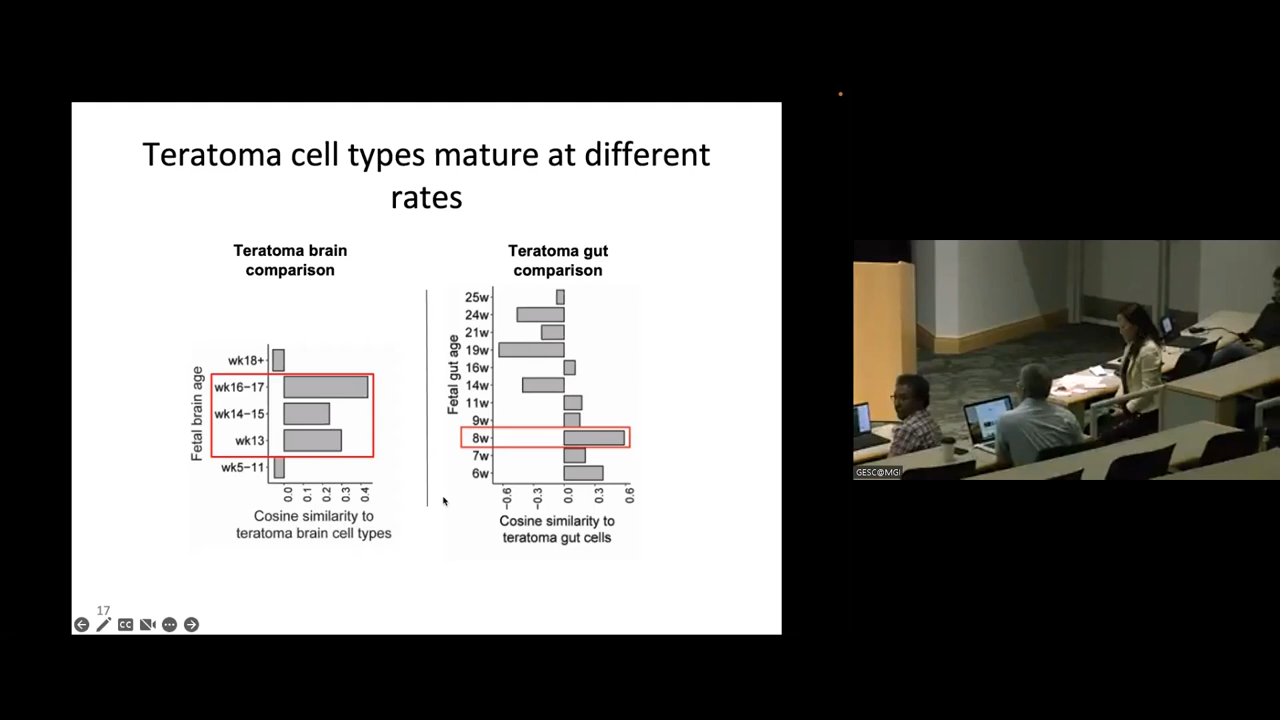 Teratoma cell types mature at different
rates
Teratoma brain
comparison
Fetal brain age
wk18+
wk16−17
wk14−15
wk13
wk5−11
0.0
0.1
0.2
0.3
0.4
Cosine similarity to
teratoma brain cell types
Teratoma gut
comparison
Fetal gut age
25w
24w
21w
19w
16w
14w
11w
9w
8w
7w
6w
−0.6
−0.3
0.0
0.3
0.6
Cosine similarity to
teratoma gut cells
17
CC
GESC@MGI